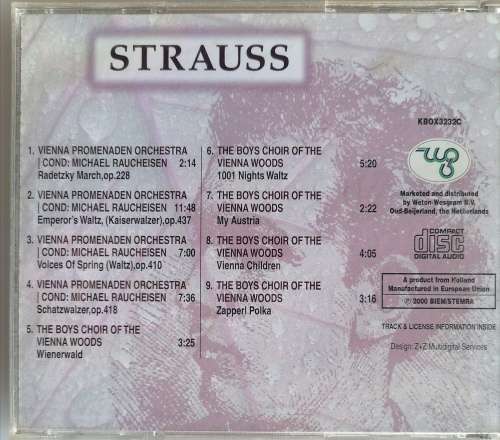 STRAUSS
1. VIENNA PROMENADEN ORCHESTRA
| COND: MICHAEL RAUCHEISEN 2:14
Radetzky March,op.228
2. VIENNA PROMENADEN ORCHESTRA
| COND: MICHAEL RAUCHEISEN 11:48
Emperor's Waltz, (Kaiserwalzer),op.437
3. VIENNA PROMENADEN ORCHESTRA
| COND: MICHAEL RAUCHEISEN 7:00
Voices Of Spring (Waltz),op.410
4. VIENNA PROMENADEN ORCHESTRA
| COND: MICHAEL RAUCHEISEN 7:36
Schatzwalzer,op.418
5. THE BOYS CHOIR OF THE
VIENNA WOODS 3:25
Wienerwald
6. THE BOYS CHOIR OF THE
VIENNA WOODS 5:20
1001 Nights Waltz
7. THE BOYS CHOIR OF THE
VIENNA WOODS 2:22
My Austria
8. THE BOYS CHOIR OF THE
VIENNA WOODS 4:05
Vienna Children
9. THE BOYS CHOIR OF THE
VIENNA WOODS 3:16
Zapperl Polka
KBOX3232C
Marketed and distributed
by Weton-Wesgram B.V.
Oud-Beijerland, the Netherlands
COMPACT
disc
DIGITAL AUDIO
A product from Holland
Manufactured in European Union
℗ 2000 BIEM/STEMRA
TRACK & LICENSE INFORMATION INSIDE
Design: Z+Z Multidigital Services